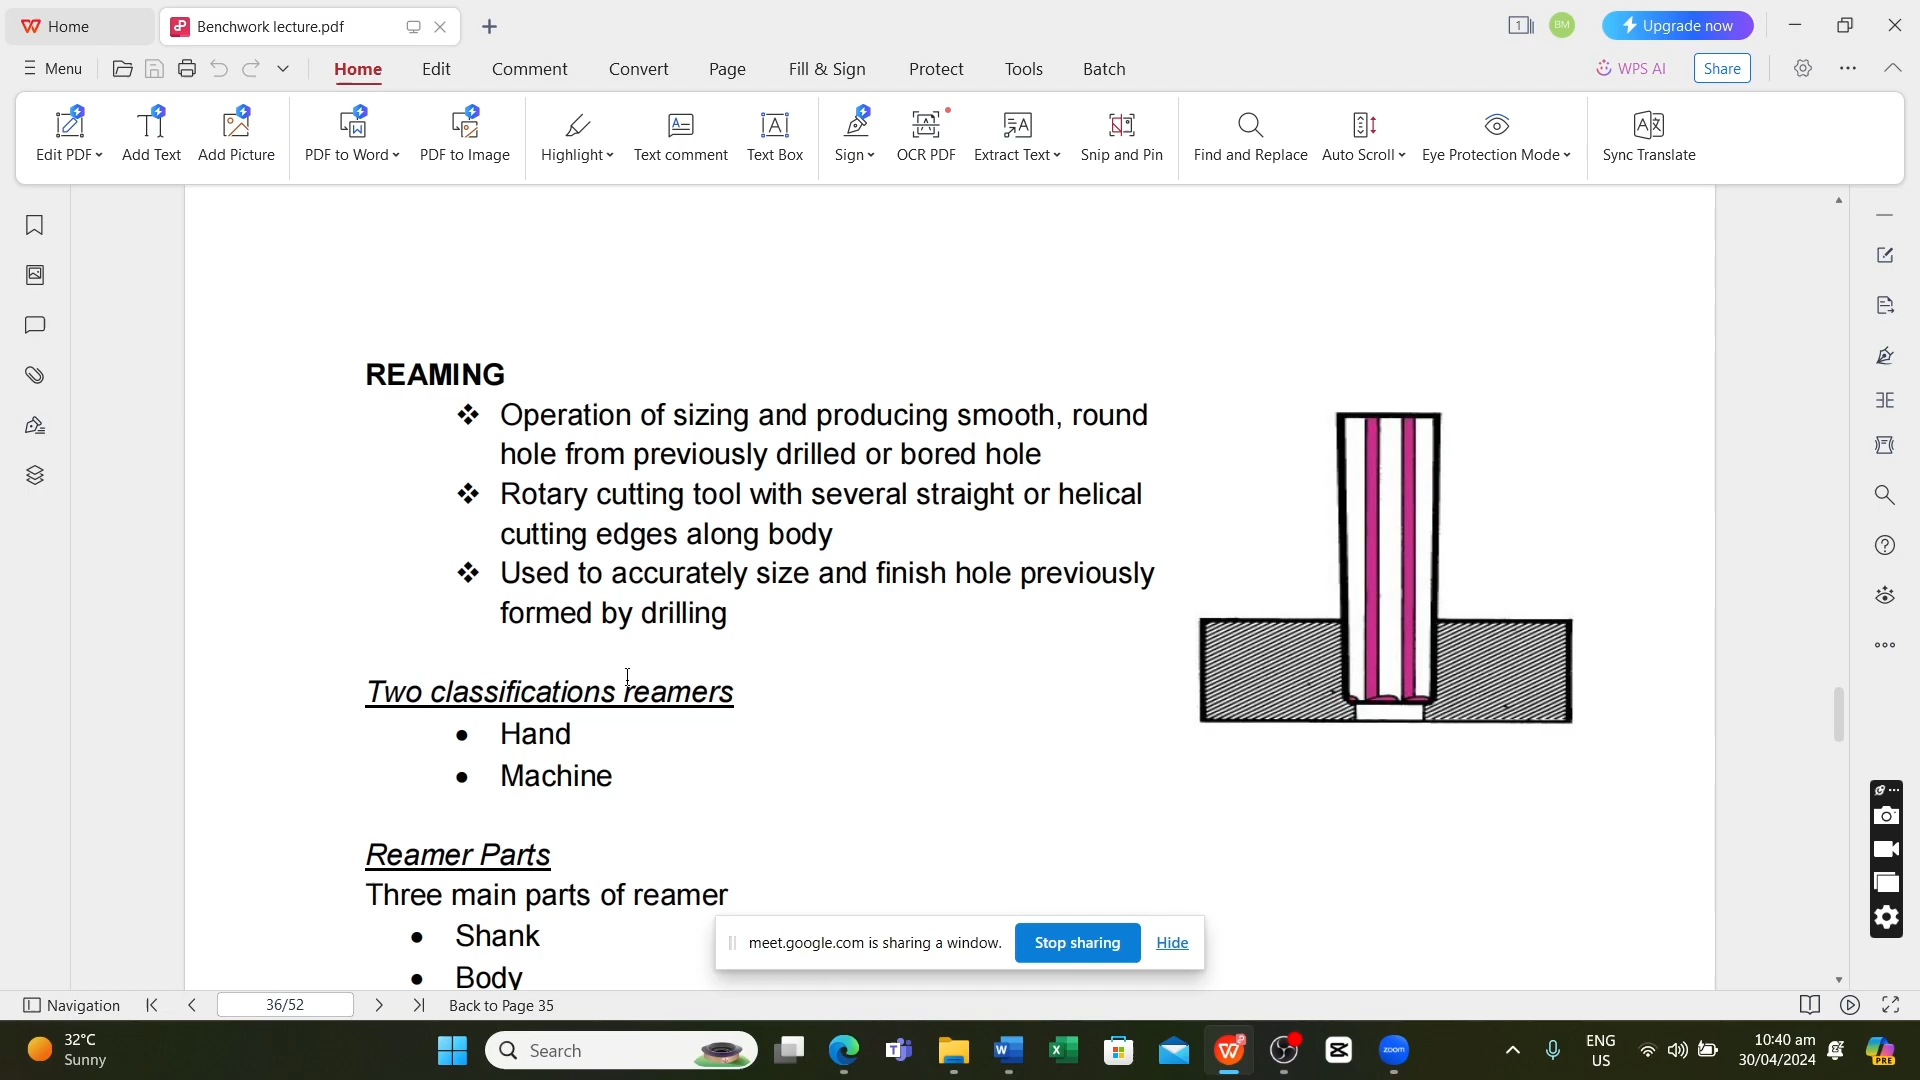 Home
Benchwork lecture.pdf
1
BM
Upgrade now
Menu
Home
Edit
Comment
Convert
Page
Fill & Sign
Protect
Tools
Batch
WPS AI
Share
Edit PDF
Add Text
Add Picture
PDF to Word
PDF to Image
Highlight
Text comment
Text Box
Sign
OCR PDF
Extract Text
Snip and Pin
Find and Replace
Auto Scroll
Eye Protection Mode
Sync Translate
REAMING
Operation of sizing and producing smooth, round
hole from previously drilled or bored hole
Rotary cutting tool with several straight or helical
cutting edges along body
Used to accurately size and finish hole previously
formed by drilling
Two classifications reamers
Hand
Machine
Reamer Parts
Three main parts of reamer
Shank
Body
meet.google.com is sharing a window.
Stop sharing
Hide
Navigation
36/52
Back to Page 35
32°C
Sunny
Search
zoom
ENG
US
10:40 am
30/04/2024
PRE